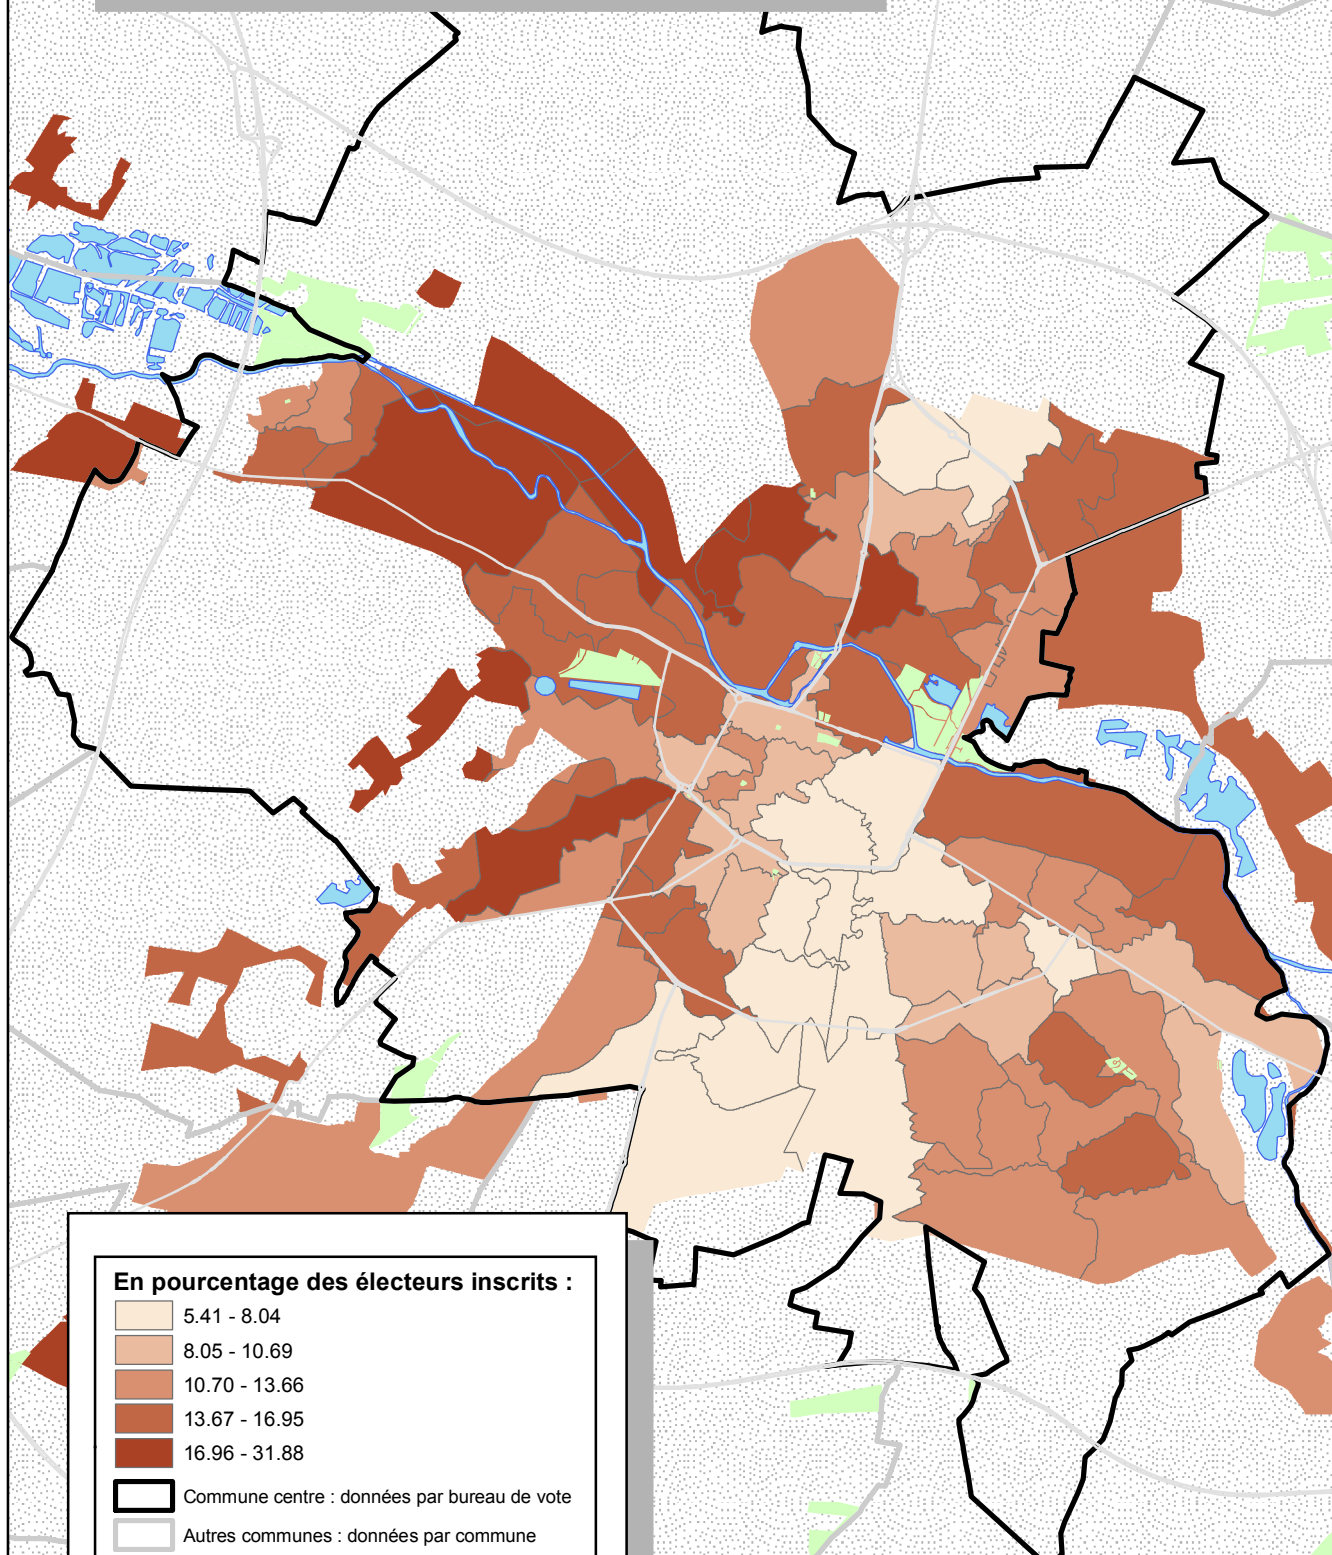 En pourcentage des électeurs inscrits :
5.41 - 8.04
8.05 - 10.69
10.70 - 13.66
13.67 - 16.95
16.96 - 31.88
Commune centre : données par bureau de vote
Autres communes : données par commune